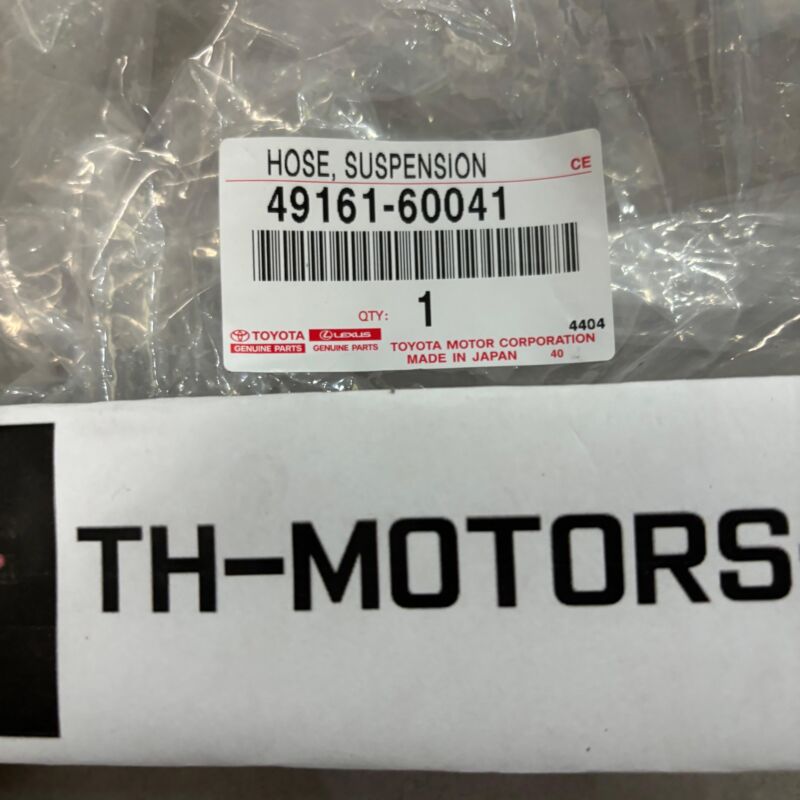 HOSE, SUSPENSION CE
49161-60041
QTY: 1
4404
TOYOTA LEXUS
GENUINE PARTS GENUINE PARTS
TOYOTA MOTOR CORPORATION
MADE IN JAPAN 40
TH-MOTORS